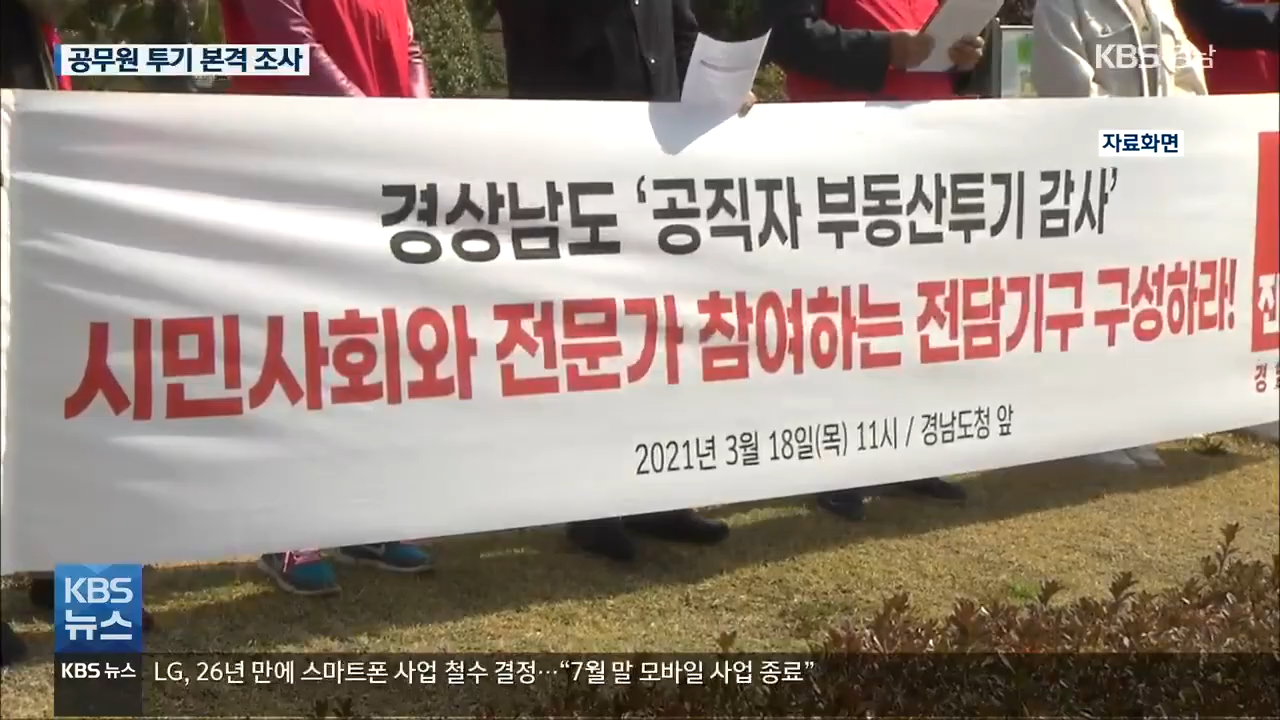 공무원 투기 본격 조사
KBS 경남
자료화면
경상남도 ‘공직자 부동산투기 감사’
시민사회와 전문가 참여하는 전담기구 구성하라!
2021년 3월 18일(목) 11시 / 경남도청 앞
KBS
뉴스
KBS 뉴스
LG, 26년 만에 스마트폰 사업 철수 결정…“7월 말 모바일 사업 종료”